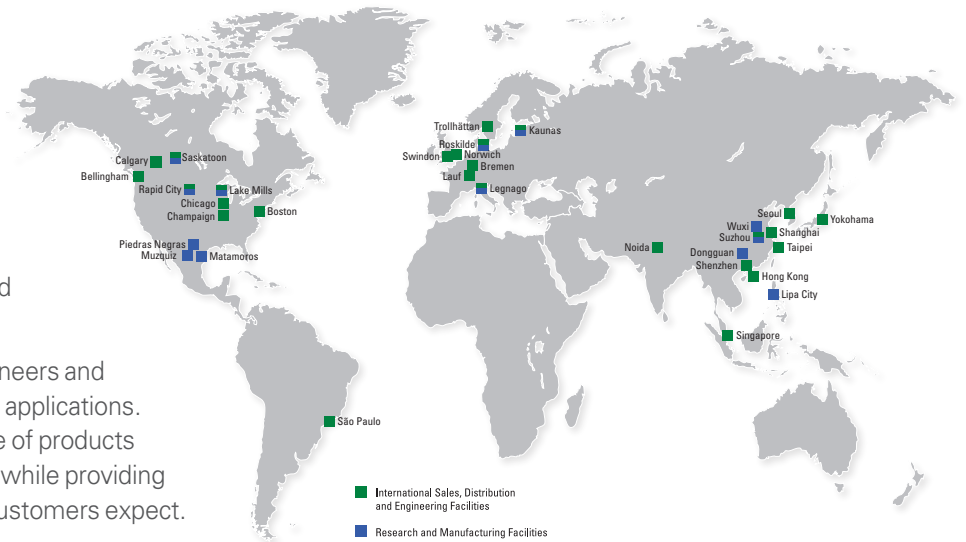 Trollhättan
Kaunas
Roskilde
Swindon
Norwich
Bremen
Lauf
Legnago
Calgary
Saskatoon
Bellingham
Rapid City
Lake Mills
Chicago
Champaign
Boston
Piedras Negras
Muzquiz
Matamoros
Seoul
Yokohama
Wuxi
Suzhou
Shanghai
Noida
Taipei
Dongguan
Shenzhen
Hong Kong
Lipa City
Singapore
São Paulo
neers and
applications.
e of products
while providing
ustomers expect.
International Sales, Distribution
and Engineering Facilities
Research and Manufacturing Facilities